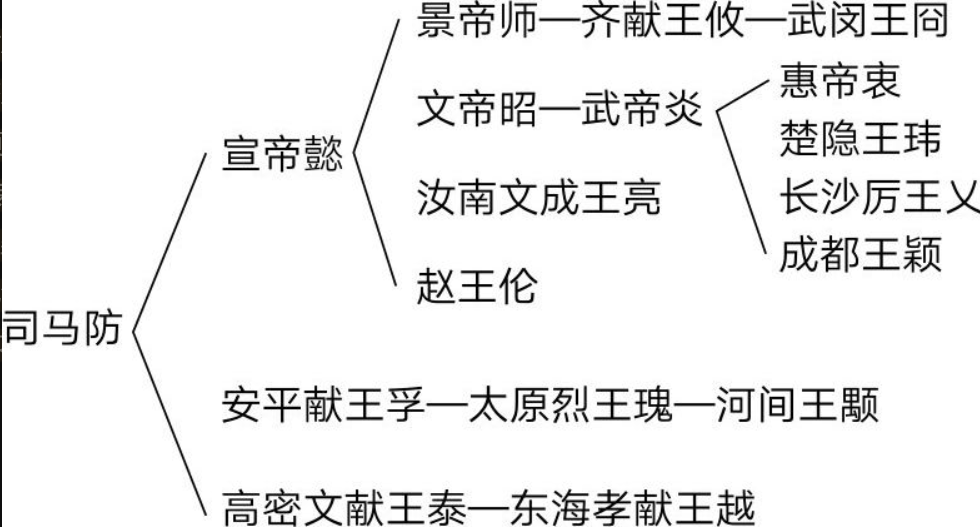 景帝师—齐献王攸—武闵王冏
惠帝衷
文帝昭—武帝炎
楚隐王玮
宣帝懿
汝南文成王亮
长沙厉王乂
成都王颖
赵王伦
司马防
安平献王孚—太原烈王瑰—河间王颙
高密文献王泰—东海孝献王越